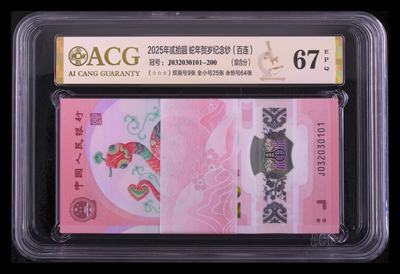 ACG
AI CANG GUARANTY
2025年贰拾圆 蛇年贺岁纪念钞（百连）
冠号：J032030101-200 （综合分）
（☆☆☆）双豹号9张 全小号25张 永恒号64张
67
EPQ
中国人民银行
J032030101